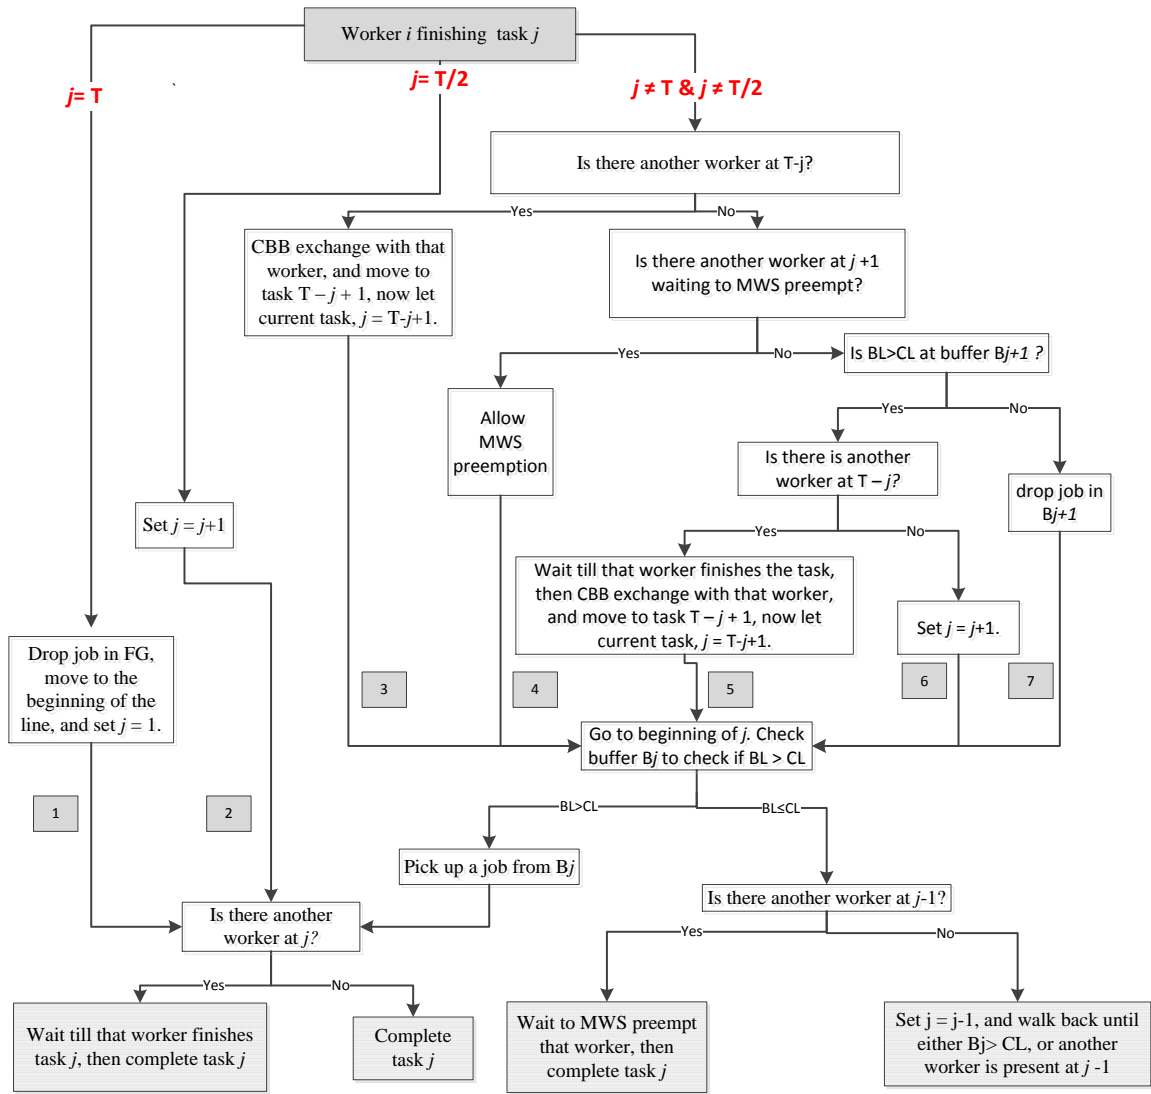 Worker i finishing task j
j= T
j= T/2
j ≠ T & j ≠ T/2
Is there another worker at T-j?
Yes
No
CBB exchange with that
worker, and move to
task T – j + 1, now let
current task, j = T-j+1.
Is there another worker at j +1
waiting to MWS preempt?
Yes
No
Is BL>CL at buffer Bj+1 ?
Yes
No
Allow
MWS
preemption
Is there is another
worker at T – j?
drop job in
Bj+1
Set j = j+1
Yes
No
Wait till that worker finishes the task,
then CBB exchange with that worker,
and move to task T – j + 1, now let
current task, j = T-j+1.
Set j = j+1.
Drop job in FG,
move to the
beginning of the
line, and set j = 1.
3
4
5
6
7
Go to beginning of j. Check
buffer Bj to check if BL > CL
1
2
BL>CL
BL≤CL
Pick up a job from Bj
Is there another worker at j-1?
Is there another
worker at j?
Yes
No
Yes
No
Wait till that worker finishes
task j, then complete task j
Complete
task j
Wait to MWS preempt
that worker, then
complete task j
Set j = j-1, and walk back until
either Bj> CL, or another
worker is present at j -1